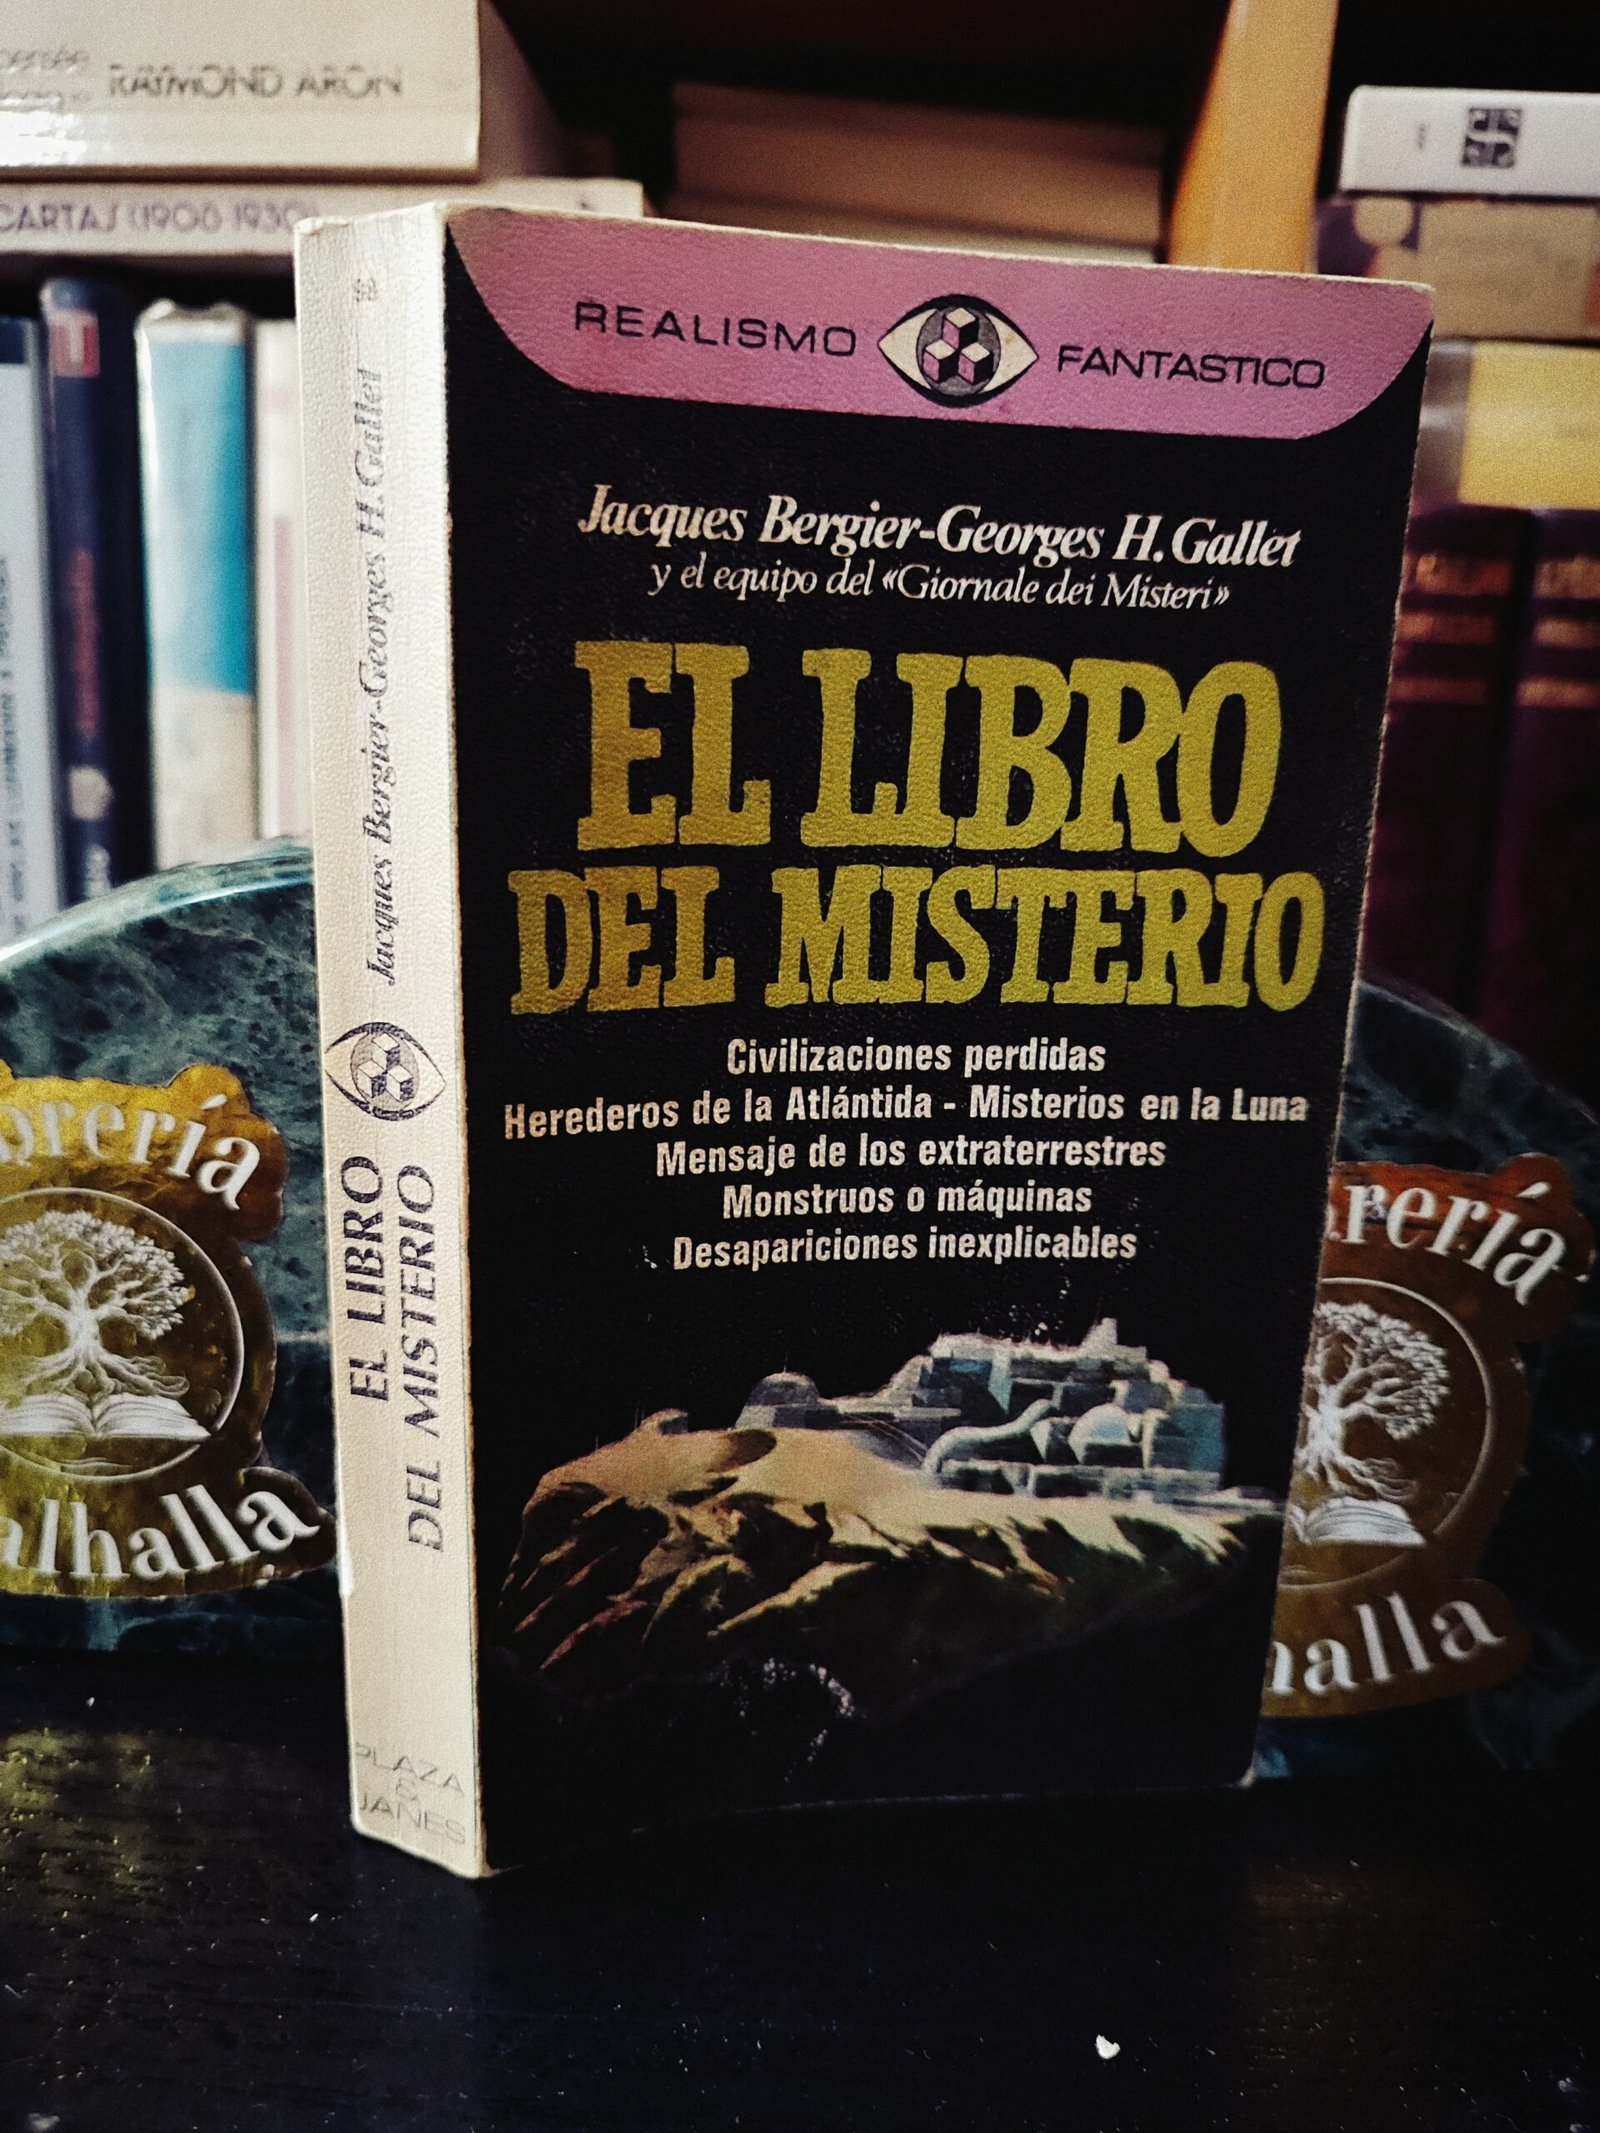 RAYMOND ARON
CARTAS (1908-1930)
REALISMO FANTASTICO
Jacques Bergier-Georges H. Gallet
y el equipo del «Giornale dei Misteri»
EL LIBRO
DEL MISTERIO
Civilizaciones perdidas
Herederos de la Atlántida - Misterios en la Luna
Mensaje de los extraterrestres
Monstruos o máquinas
Desapariciones inexplicables
Jacques Bergier-Georges H. Gallet
EL LIBRO
DEL MISTERIO
PLAZA
&
JANES
brería
alhalla
rería
halla